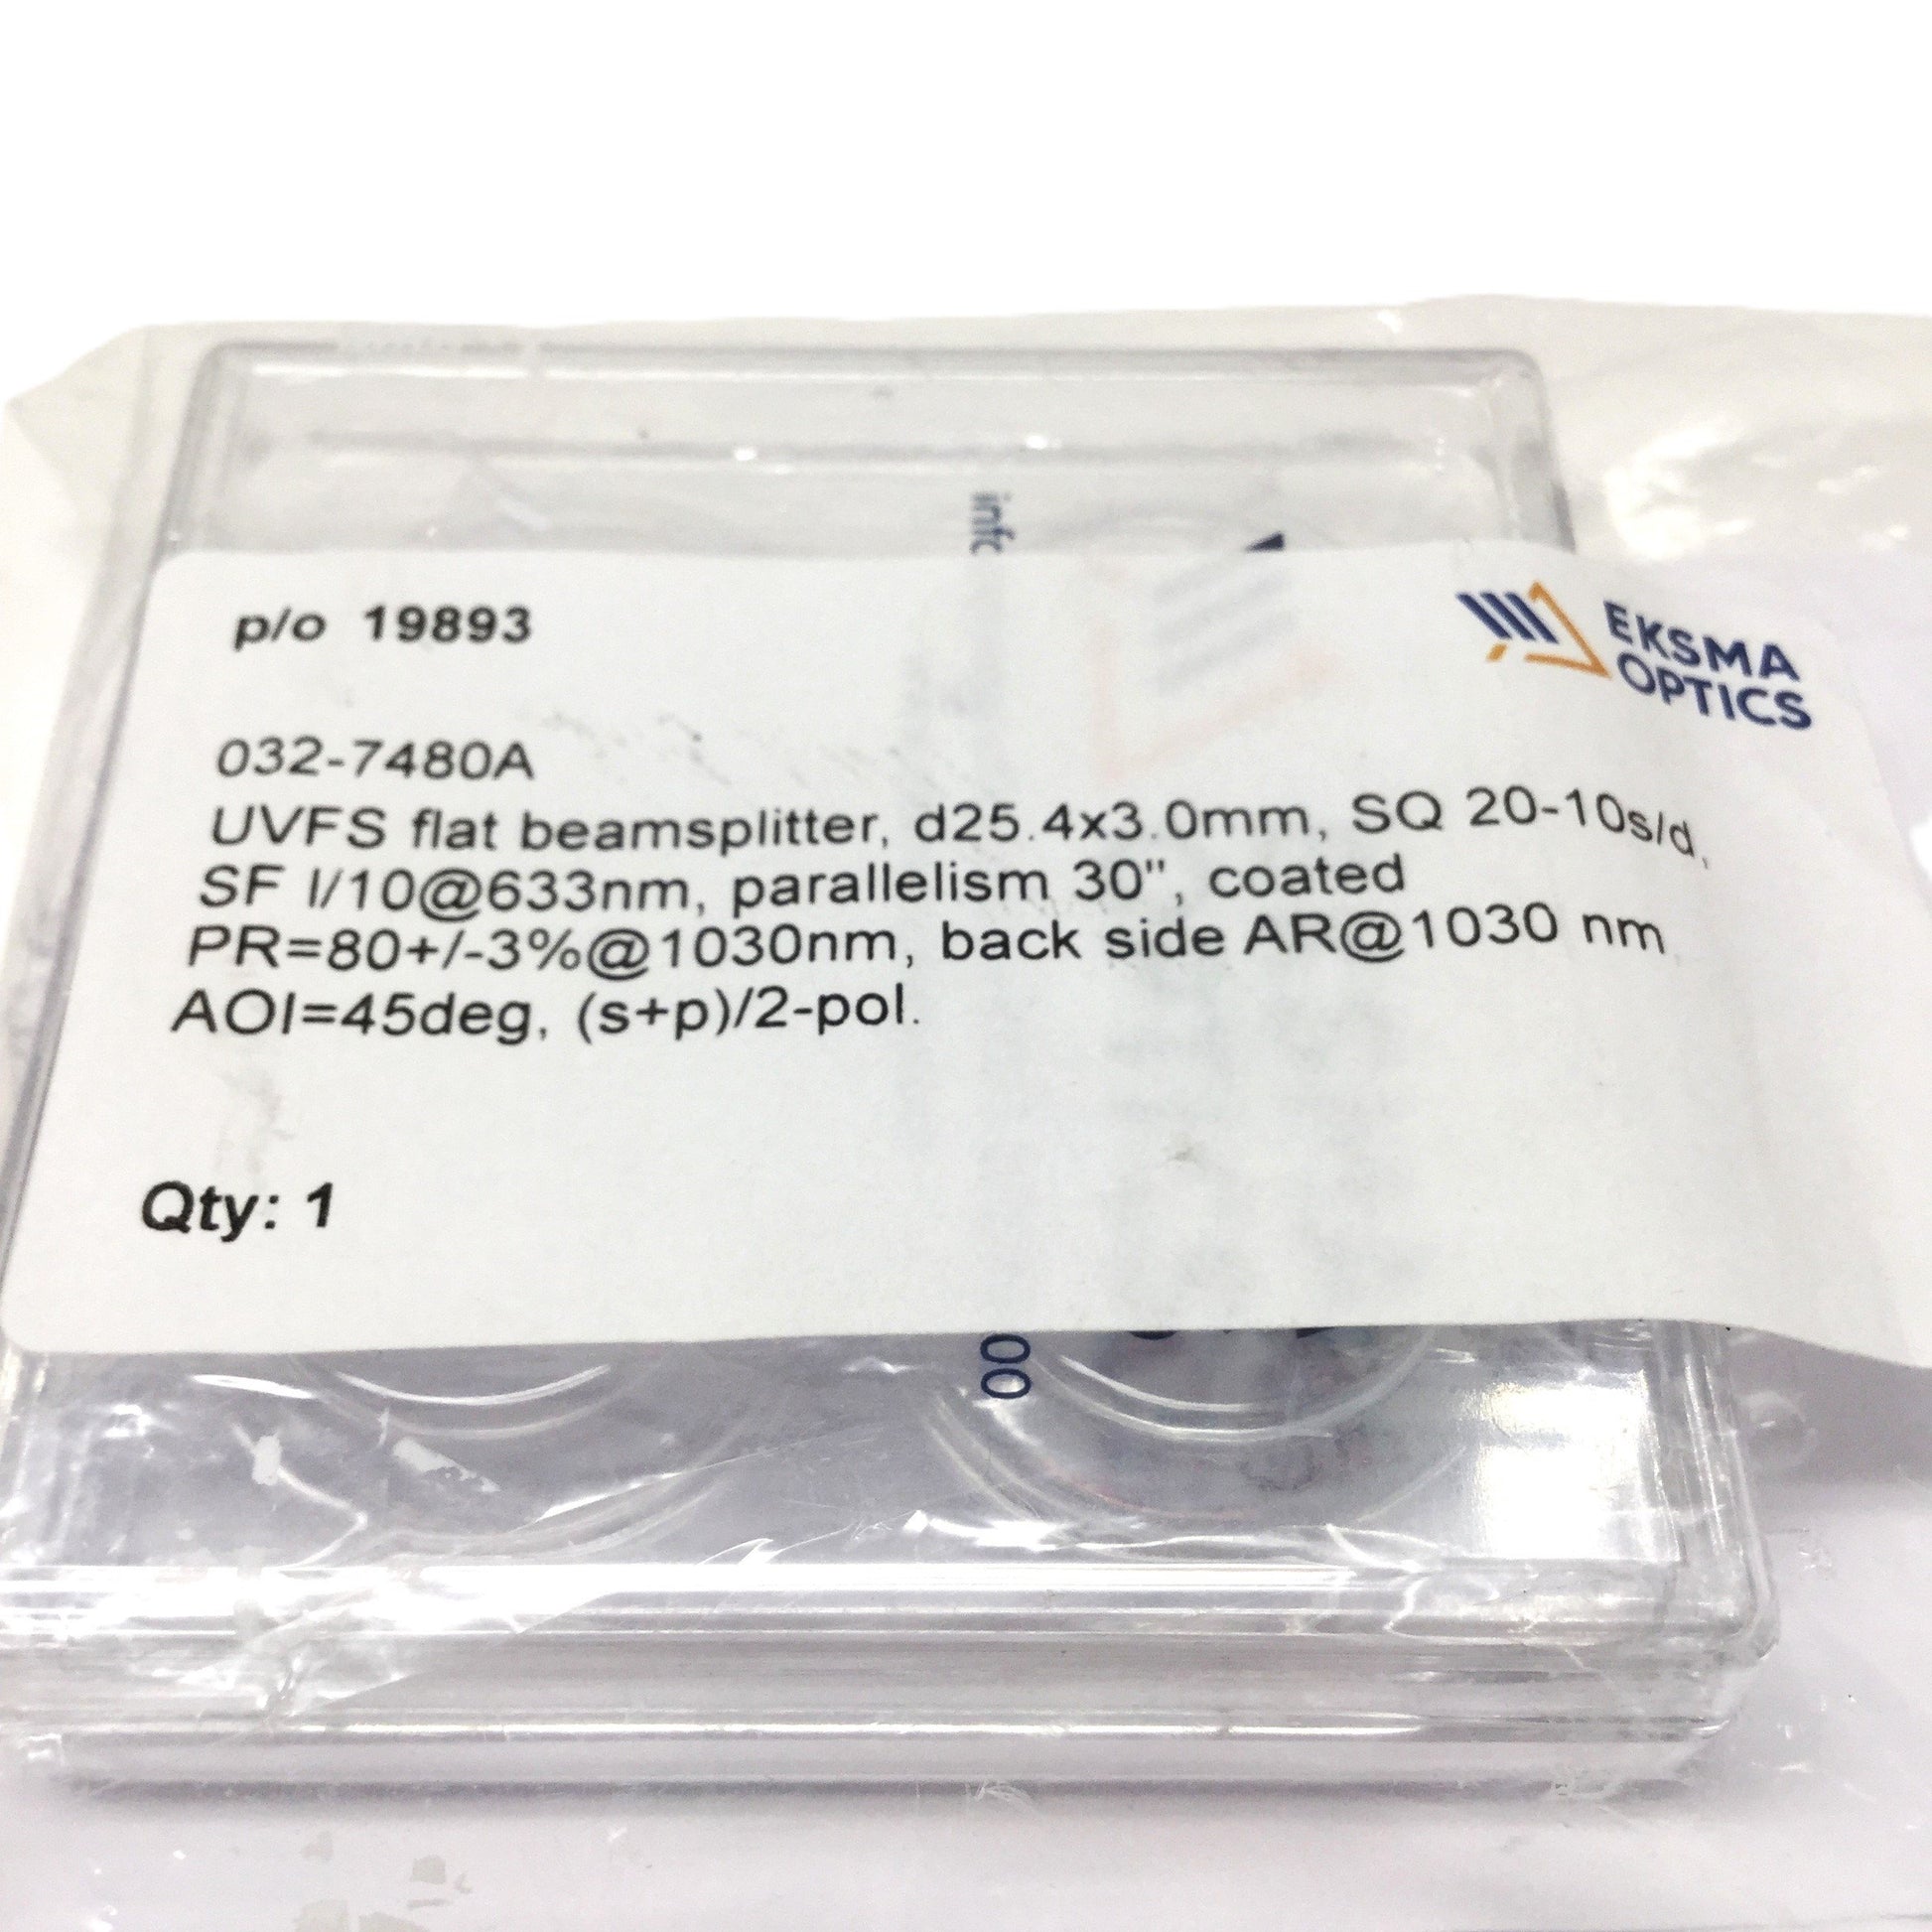 p/o 19893
EKSMA
OPTICS
032-7480A
UVFS flat beamsplitter, d25.4x3.0mm, SQ 20-10s/d,
SF l/10@633nm, parallelism 30", coated
PR=80+/-3%@1030nm, back side AR@1030 nm
AOI=45deg, (s+p)/2-pol.
Qty: 1
00